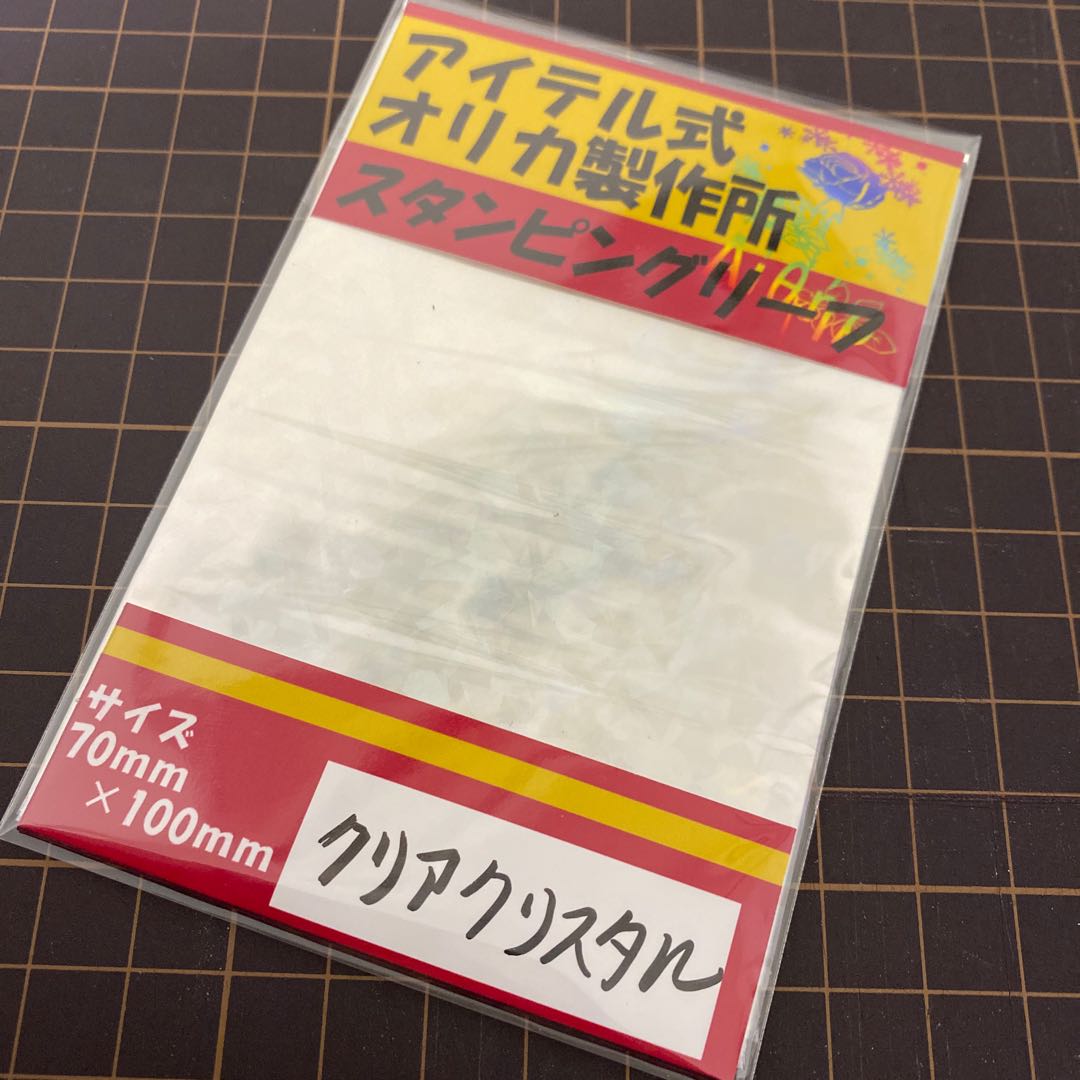 アイテル式
オリカ製作所
スタンピングリーフ
サイズ
70mm
×100mm
クリアクリスタル